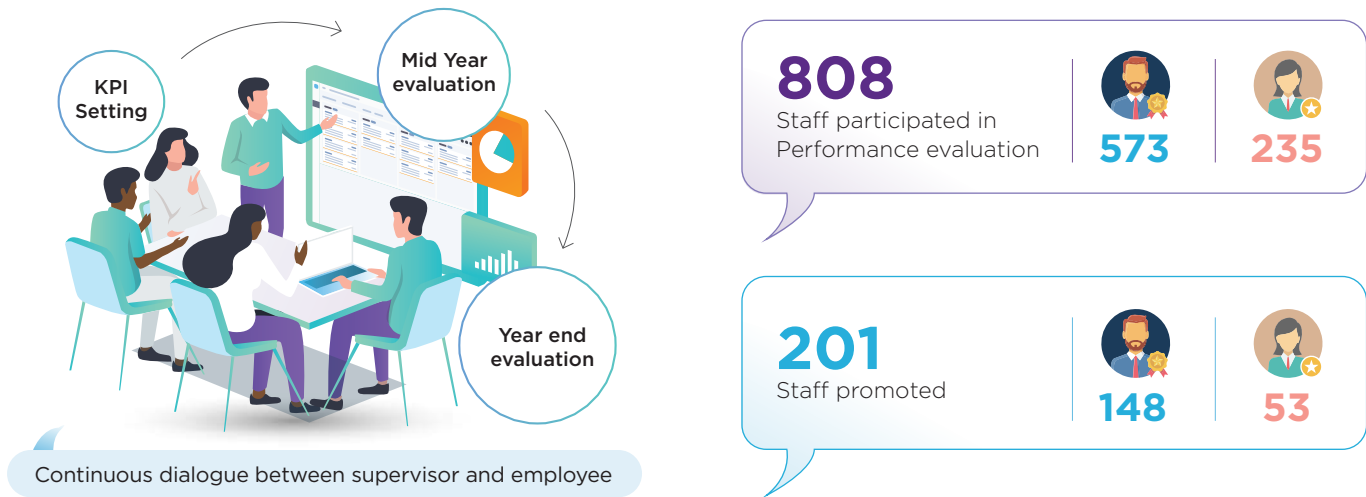 KPI
Setting
Mid Year
evaluation
Year end
evaluation
Continuous dialogue between supervisor and employee
808
Staff participated in
Performance evaluation
573
235
201
Staff promoted
148
53